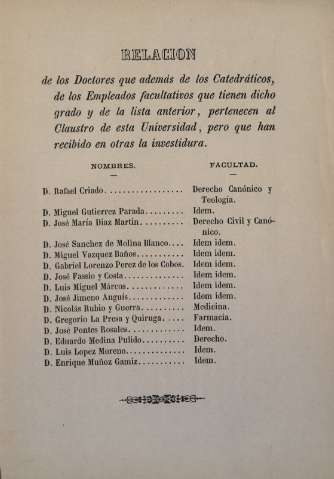 RELACION
de los Doctores que además de los Catedráticos,
de los Empleados facultativos que tienen dicho
grado y de la lista anterior, pertenecen al
Claustro de esta Universidad, pero que han
recibido en otras la investidura.
NOMBRES. FACULTAD.
D. Rafael Criado................ Derecho Canónico y
Teología.
D. Miguel Gutierrez Parada......... Idem.
D. José María Diaz Martin.......... Derecho Civil y Canó-
nico.
D. José Sanchez de Molina Blanco.... Idem idem.
D. Miguel Vazquez Baños.......... Idem idem.
D. Gabriel Lorenzo Perez de los Cobos. Idem idem.
D. José Fassio y Costa............. Idem idem.
D. Luis Miguel Márcos............ Idem idem.
D. José Jimeno Anguís............ Idem idem.
D. Nicolás Rubio y Guerra......... Medicina.
D. Gregorio La Presa y Quiruga..... Farmacia.
D. José Pontes Rosales............ Idem.
D. Eduardo Medina Pulido......... Derecho.
D. Luis Lopez Moreno............. Idem.
D. Enrique Muñoz Gamiz.......... Idem.